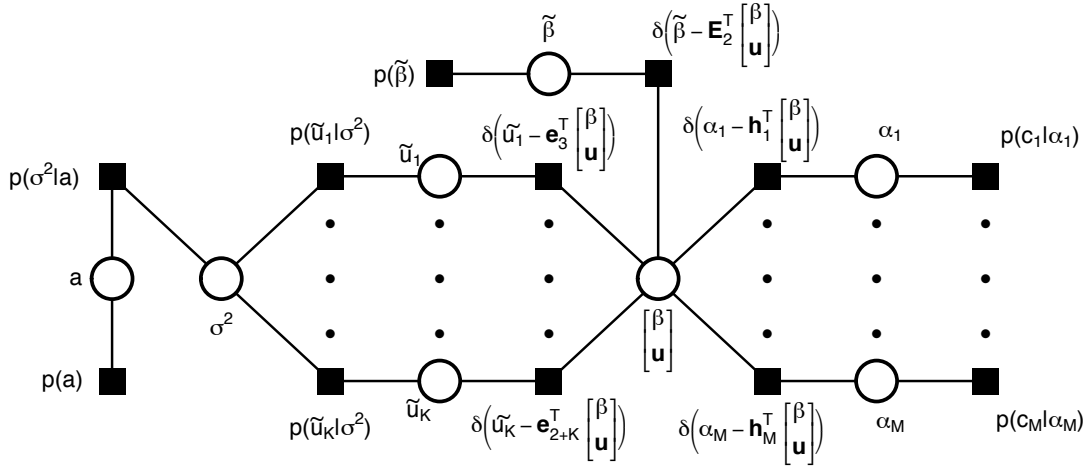 β̃
p(β̃)
δ(β̃ − E₂ᵀ [β u])
p(ũ₁|σ²)
δ(ũ₁ − e₃ᵀ [β u])
δ(α₁ − h₁ᵀ [β u])
α₁
p(c₁|α₁)
ũ₁
p(σ²|a)
a
σ²
[β u]
p(a)
ũ_K
α_M
p(ũ_K|σ²)
δ(ũ_K − e₂₊Kᵀ [β u])
δ(α_M − h_Mᵀ [β u])
p(c_M|α_M)